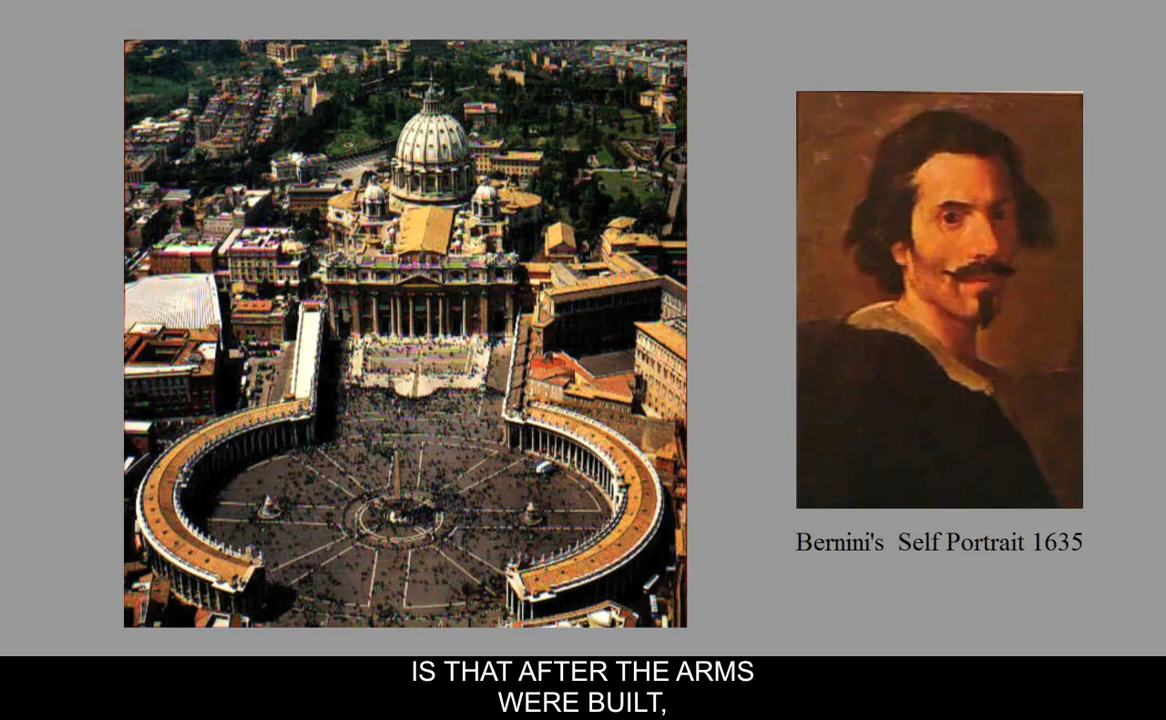 Bernini's Self Portrait 1635
IS THAT AFTER THE ARMS
WERE BUILT,